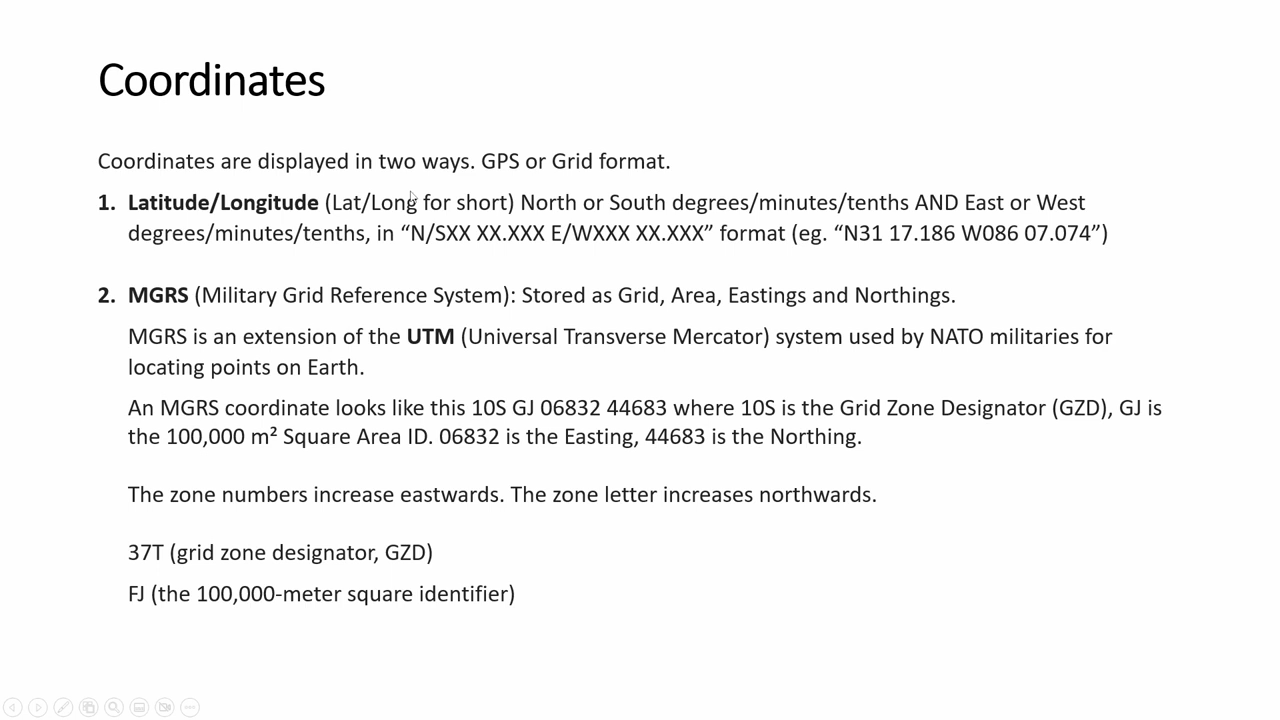 Coordinates
Coordinates are displayed in two ways. GPS or Grid format.
1. Latitude/Longitude (Lat/Long for short) North or South degrees/minutes/tenths AND East or West
degrees/minutes/tenths, in “N/SXX XX.XXX E/WXXX XX.XXX” format (eg. “N31 17.186 W086 07.074”)
2. MGRS (Military Grid Reference System): Stored as Grid, Area, Eastings and Northings.
MGRS is an extension of the UTM (Universal Transverse Mercator) system used by NATO militaries for
locating points on Earth.
An MGRS coordinate looks like this 10S GJ 06832 44683 where 10S is the Grid Zone Designator (GZD), GJ is
the 100,000 m² Square Area ID. 06832 is the Easting, 44683 is the Northing.
The zone numbers increase eastwards. The zone letter increases northwards.
37T (grid zone designator, GZD)
FJ (the 100,000-meter square identifier)